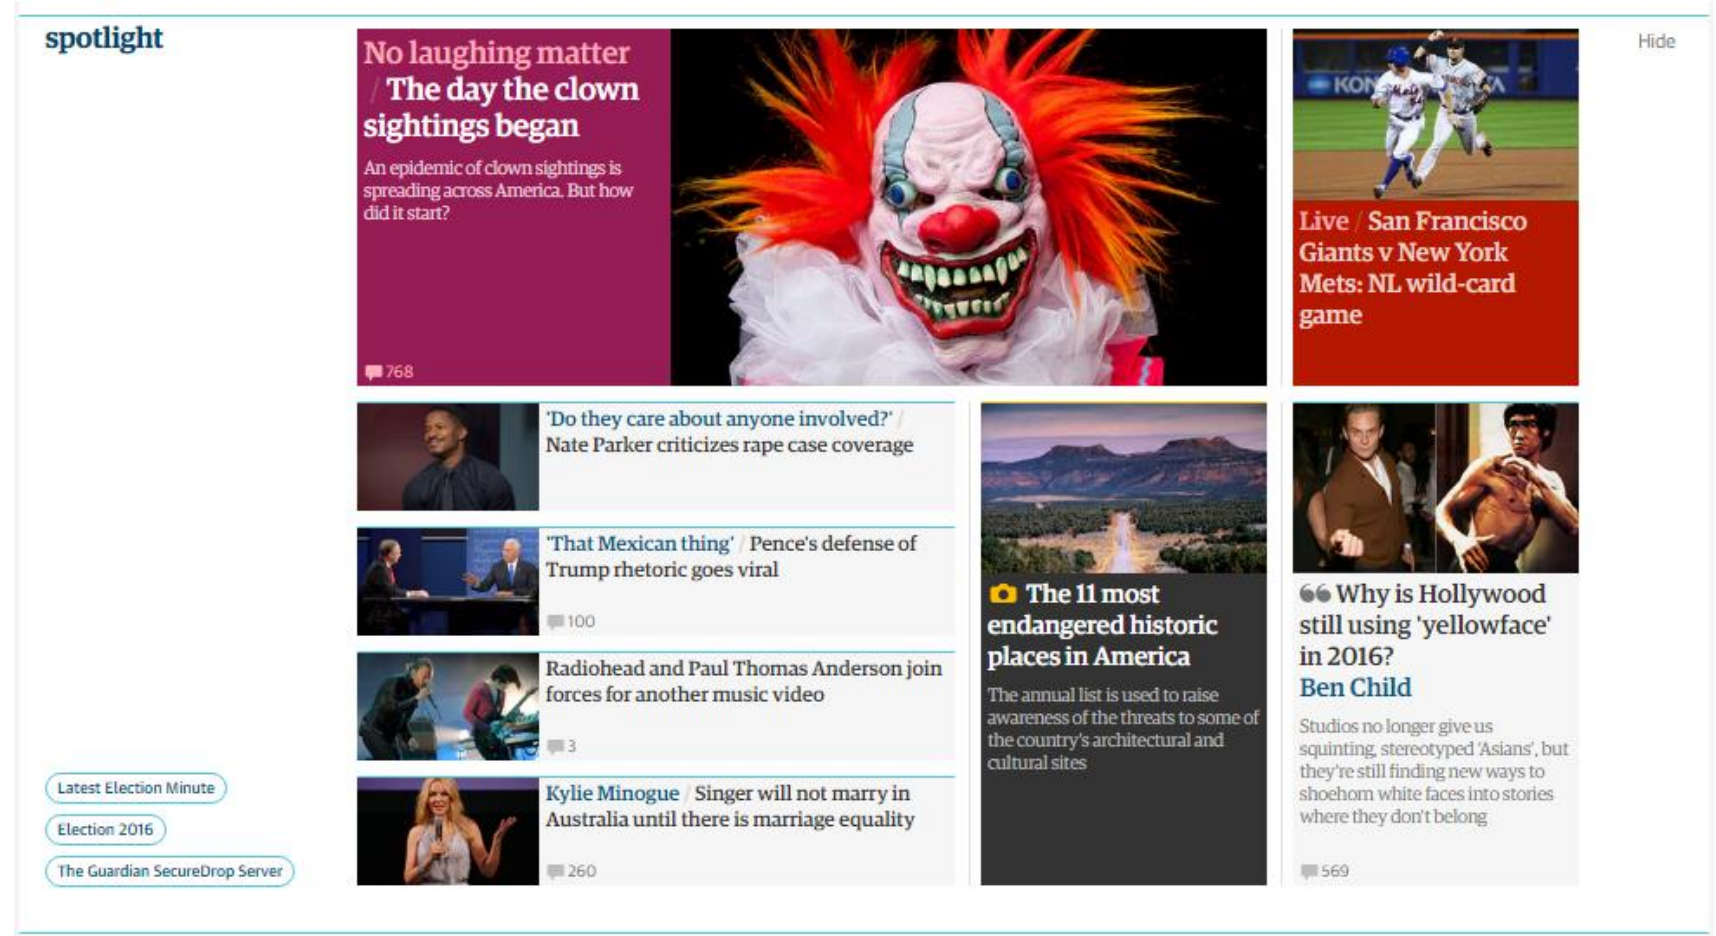 spotlight
Hide
No laughing matter
/ The day the clown
sightings began
An epidemic of clown sightings is
spreading across America. But how
did it start?
768
KON
Mets
Live / San Francisco
Giants v New York
Mets: NL wild-card
game
'Do they care about anyone involved?' /
Nate Parker criticizes rape case coverage
'That Mexican thing' / Pence's defense of
Trump rhetoric goes viral
100
Radiohead and Paul Thomas Anderson join
forces for another music video
3
Kylie Minogue / Singer will not marry in
Australia until there is marriage equality
260
The 11 most
endangered historic
places in America
The annual list is used to raise
awareness of the threats to some of
the country's architectural and
cultural sites
Why is Hollywood
still using 'yellowface'
in 2016?
Ben Child
Studios no longer give us
squinting, stereotyped 'Asians', but
they're still finding new ways to
shoehorn white faces into stories
where they don't belong
569
Latest Election Minute
Election 2016
The Guardian SecureDrop Server